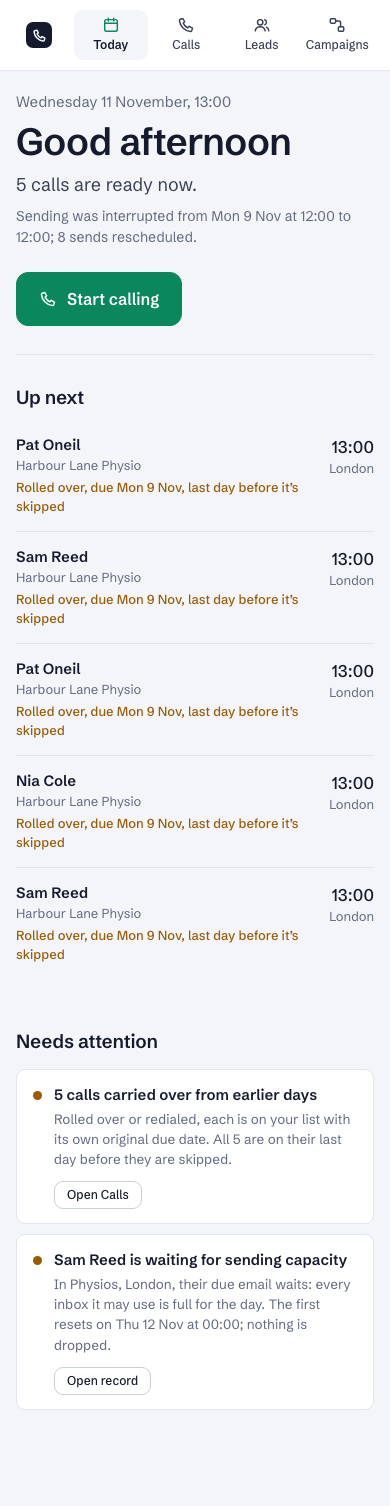 Today
Calls
Leads
Campaigns
Wednesday 11 November, 13:00
Good afternoon
5 calls are ready now.
Sending was interrupted from Mon 9 Nov at 12:00 to
12:00; 8 sends rescheduled.
Start calling
Up next
Pat Oneil
13:00
Harbour Lane Physio
London
Rolled over, due Mon 9 Nov, last day before it's
skipped
Sam Reed
13:00
Harbour Lane Physio
London
Rolled over, due Mon 9 Nov, last day before it's
skipped
Pat Oneil
13:00
Harbour Lane Physio
London
Rolled over, due Mon 9 Nov, last day before it's
skipped
Nia Cole
13:00
Harbour Lane Physio
London
Rolled over, due Mon 9 Nov, last day before it's
skipped
Sam Reed
13:00
Harbour Lane Physio
London
Rolled over, due Mon 9 Nov, last day before it's
skipped
Needs attention
5 calls carried over from earlier days
Rolled over or redialed, each is on your list with
its own original due date. All 5 are on their last
day before they are skipped.
Open Calls
Sam Reed is waiting for sending capacity
In Physios, London, their due email waits: every
inbox it may use is full for the day. The first
resets on Thu 12 Nov at 00:00; nothing is
dropped.
Open record